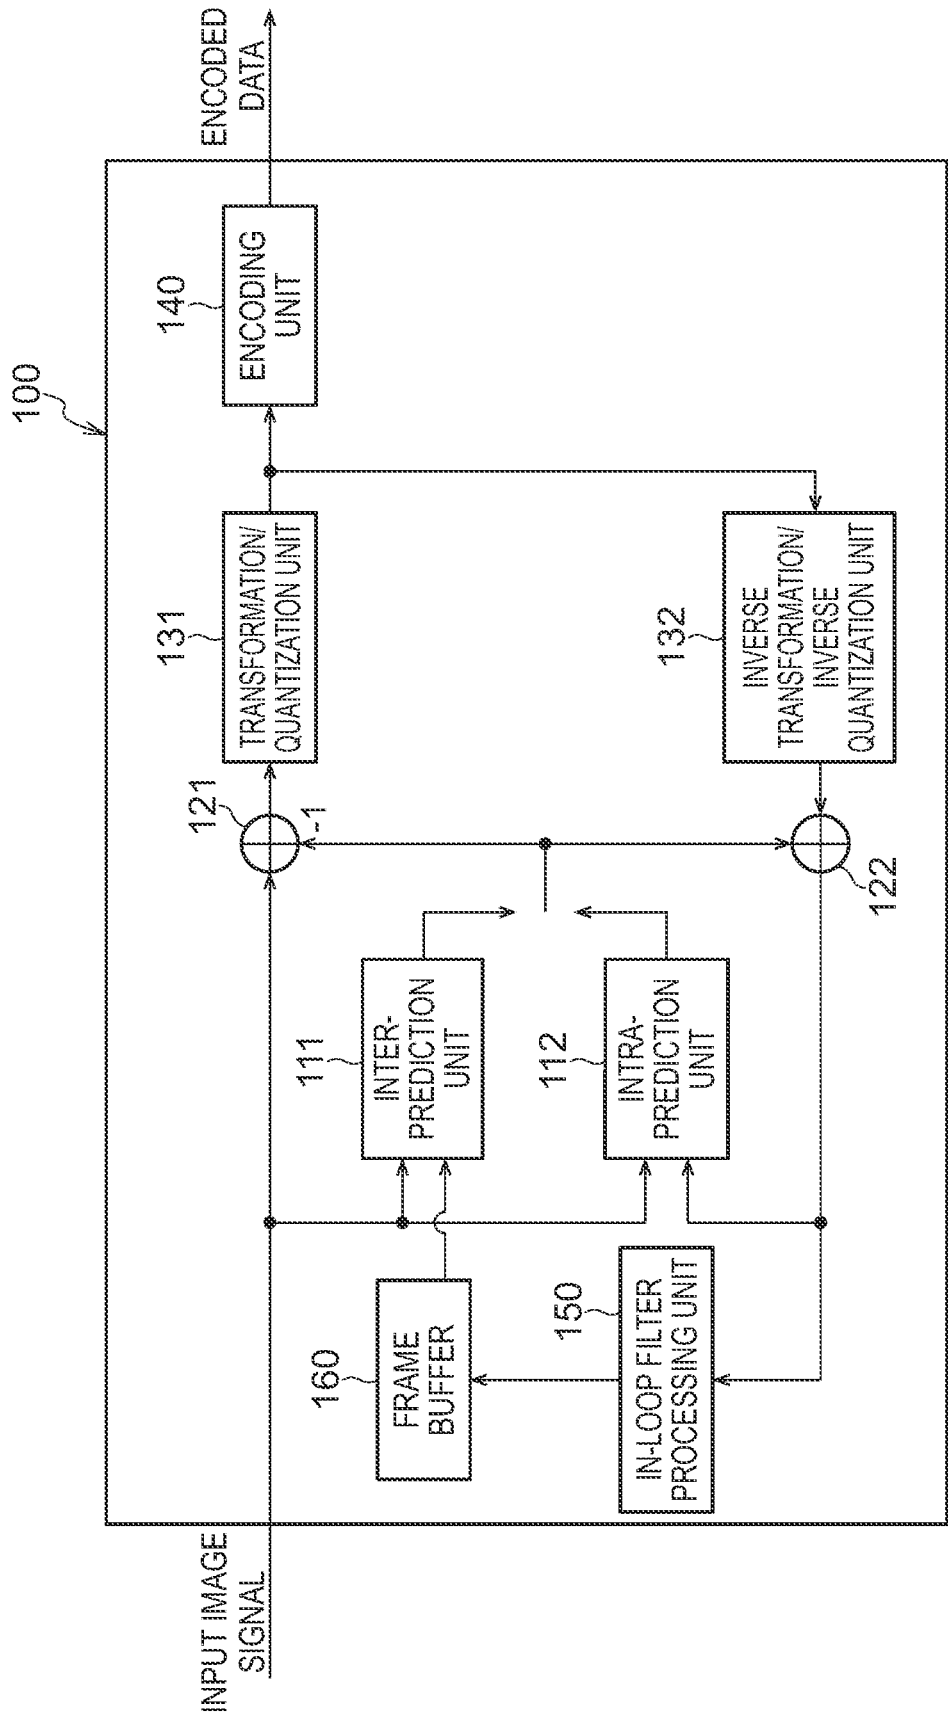 100
INPUT IMAGE
SIGNAL
ENCODED
DATA
121
-1
131
TRANSFORMATION/
QUANTIZATION UNIT
140
ENCODING
UNIT
160
FRAME
BUFFER
111
INTER-
PREDICTION
UNIT
150
IN-LOOP FILTER
PROCESSING UNIT
112
INTRA-
PREDICTION
UNIT
122
132
INVERSE
TRANSFORMATION/
INVERSE
QUANTIZATION UNIT